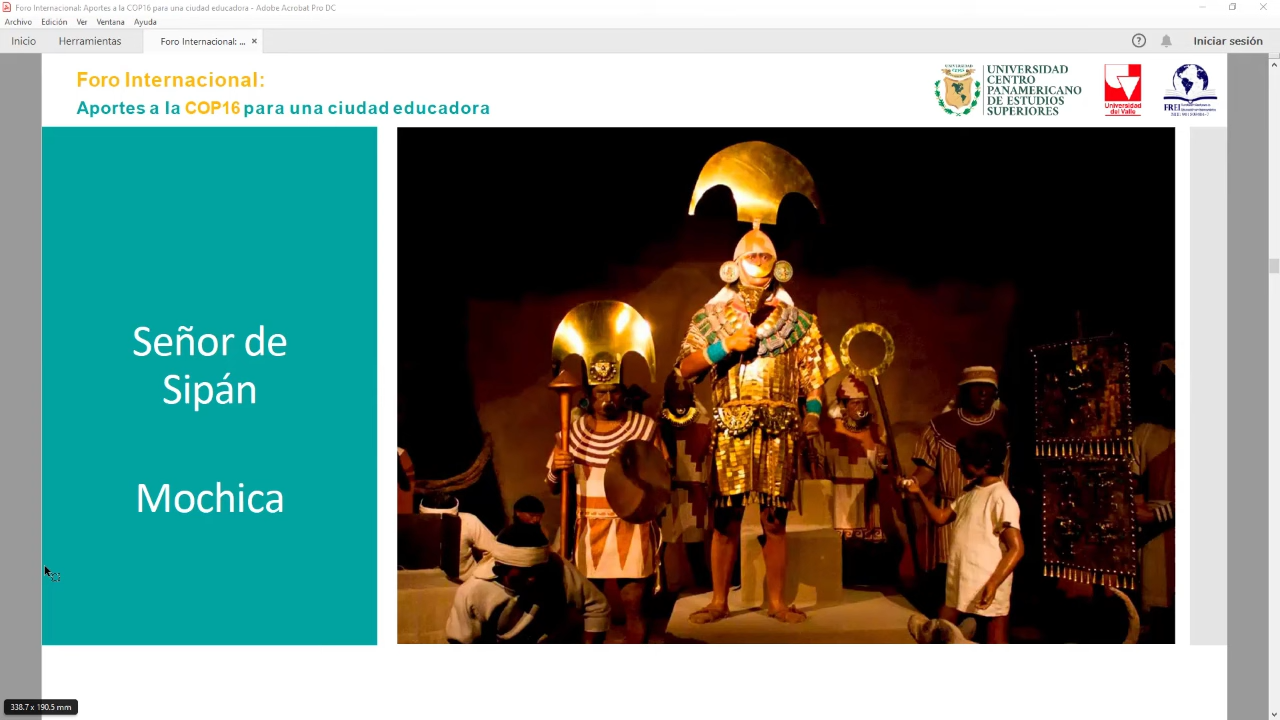 Foro Internacional: Aportes a la COP16 para una ciudad educadora - Adobe Acrobat Pro DC
Archivo Edición Ver Ventana Ayuda
Inicio Herramientas Foro Internacional: ... × Iniciar sesión
Foro Internacional:
Aportes a la COP16 para una ciudad educadora
UNIVERSIDAD
CENTRO
PANAMERICANO
DE ESTUDIOS
SUPERIORES
Universidad
del Valle
FREI
Señor de
Sipán
Mochica
338.7 x 190.5 mm